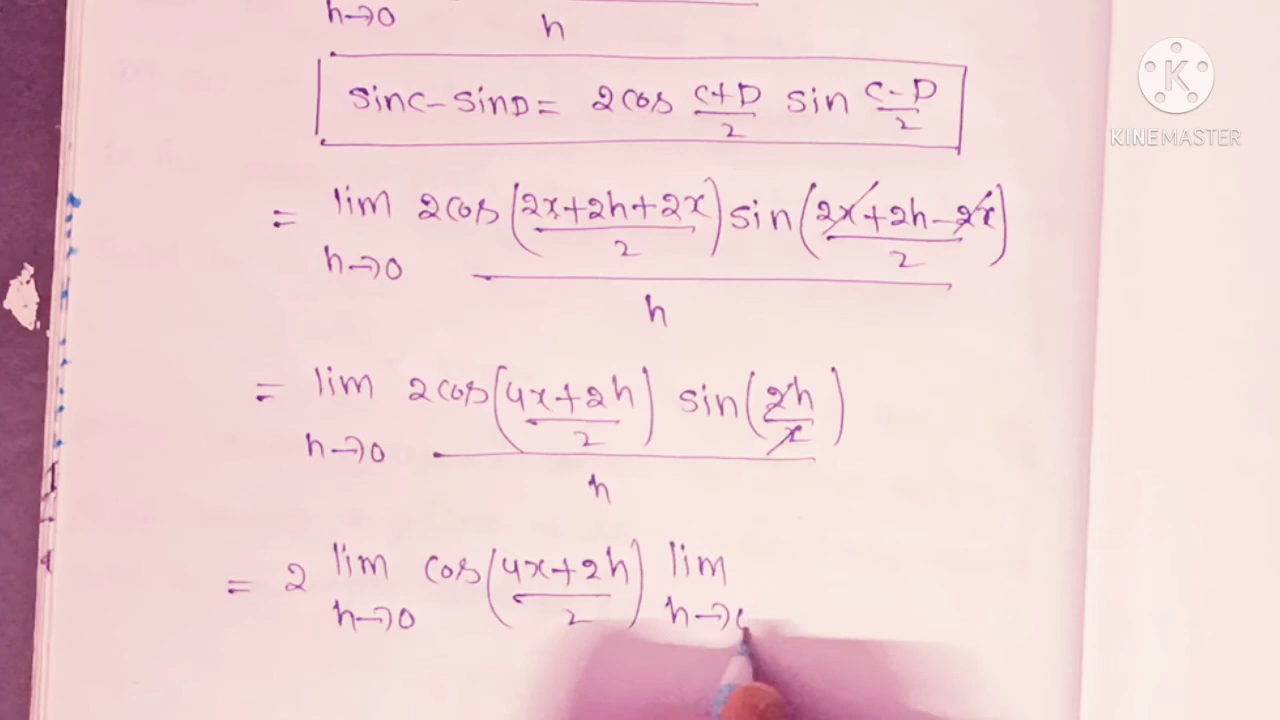 h→0 h
sinC - sinD = 2cos C+D/2 sin C-D/2
= lim h→0 2cos(2x+2h+2x/2) sin(2x+2h-2x/2) / h
= lim h→0 2cos(4x+2h/2) sin(2h/2) / h
= 2 lim h→0 cos(4x+2h/2) lim h→0
K
KINEMASTER